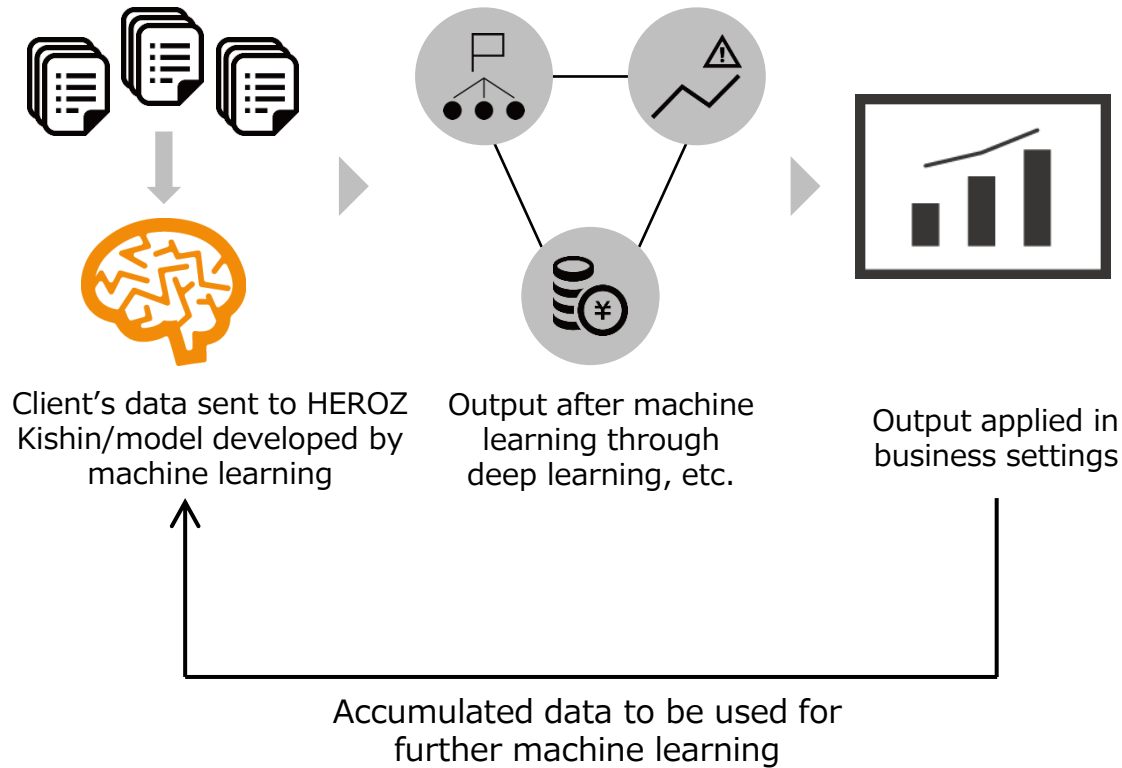 ¥
Client's data sent to HEROZ
Kishin/model developed by
machine learning
Output after machine
learning through
deep learning, etc.
Output applied in
business settings
Accumulated data to be used for
further machine learning